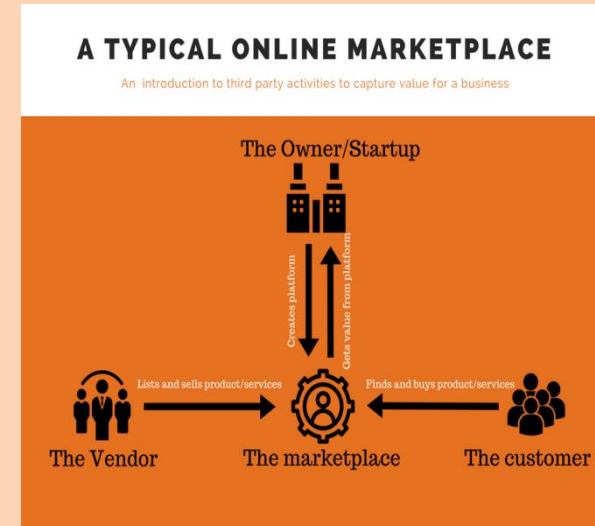 A TYPICAL ONLINE MARKETPLACE
An introduction to third party activities to capture value for a business
The Owner/Startup
Creates platform
Gets value from platform
Lists and sells product/services
Finds and buys product/services
The Vendor
The marketplace
The customer